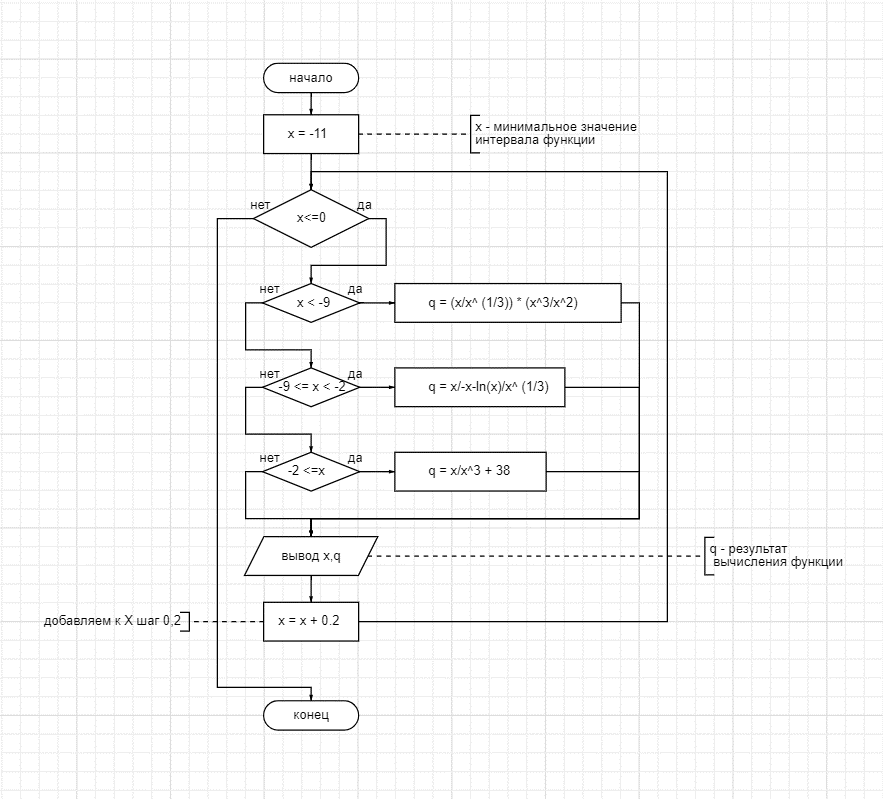 начало
x = -11
x - минимальное значение
интервала функции
нет
да
x<=0
нет
да
x < -9
q = (x/x^ (1/3)) * (x^3/x^2)
нет
да
-9 <= x < -2
q = x/-x-ln(x)/x^ (1/3)
нет
да
-2 <=x
q = x/x^3 + 38
вывод x,q
q - результат
вычисления функции
добавляем к X шаг 0,2
x = x + 0.2
конец